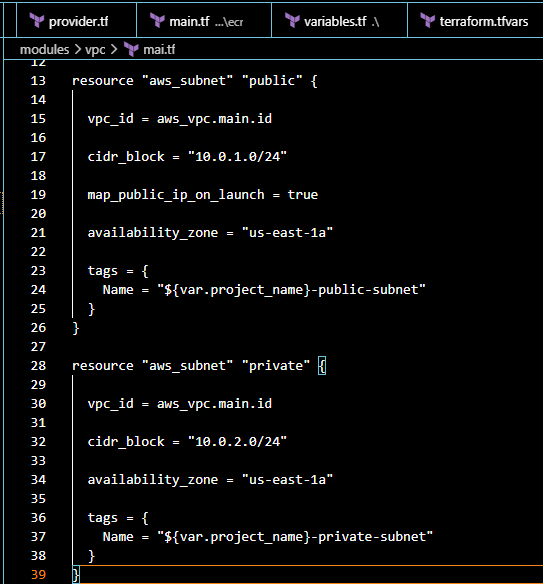 provider.tf main.tf ...\ecr variables.tf .\ terraform.tfvars
modules > vpc > mai.tf
12
13 resource "aws_subnet" "public" {
14
15 vpc_id = aws_vpc.main.id
16
17 cidr_block = "10.0.1.0/24"
18
19 map_public_ip_on_launch = true
20
21 availability_zone = "us-east-1a"
22
23 tags = {
24 Name = "${var.project_name}-public-subnet"
25 }
26 }
27
28 resource "aws_subnet" "private" {
29
30 vpc_id = aws_vpc.main.id
31
32 cidr_block = "10.0.2.0/24"
33
34 availability_zone = "us-east-1a"
35
36 tags = {
37 Name = "${var.project_name}-private-subnet"
38 }
39 }